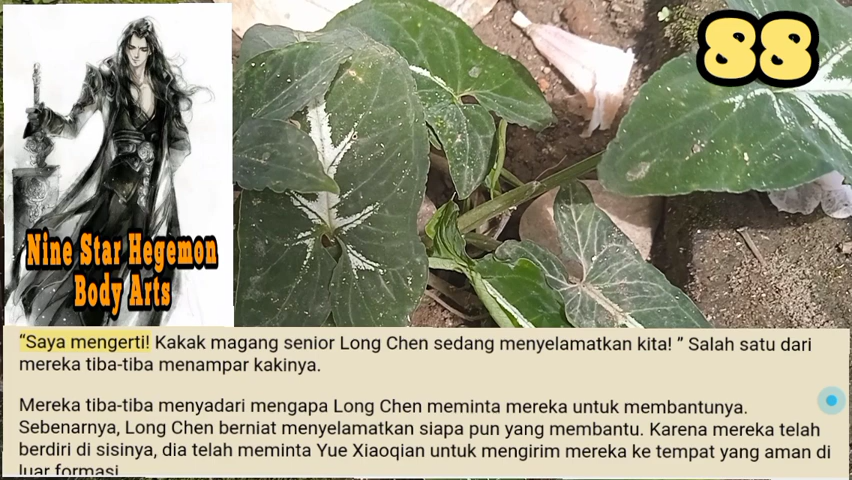 88
Nine Star Hegemon
Body Arts
“Saya mengerti! Kakak magang senior Long Chen sedang menyelamatkan kita! ” Salah satu dari
mereka tiba-tiba menampar kakinya.
Mereka tiba-tiba menyadari mengapa Long Chen meminta mereka untuk membantunya.
Sebenarnya, Long Chen berniat menyelamatkan siapa pun yang membantu. Karena mereka telah
berdiri di sisinya, dia telah meminta Yue Xiaoqian untuk mengirim mereka ke tempat yang aman di
luar formasi.